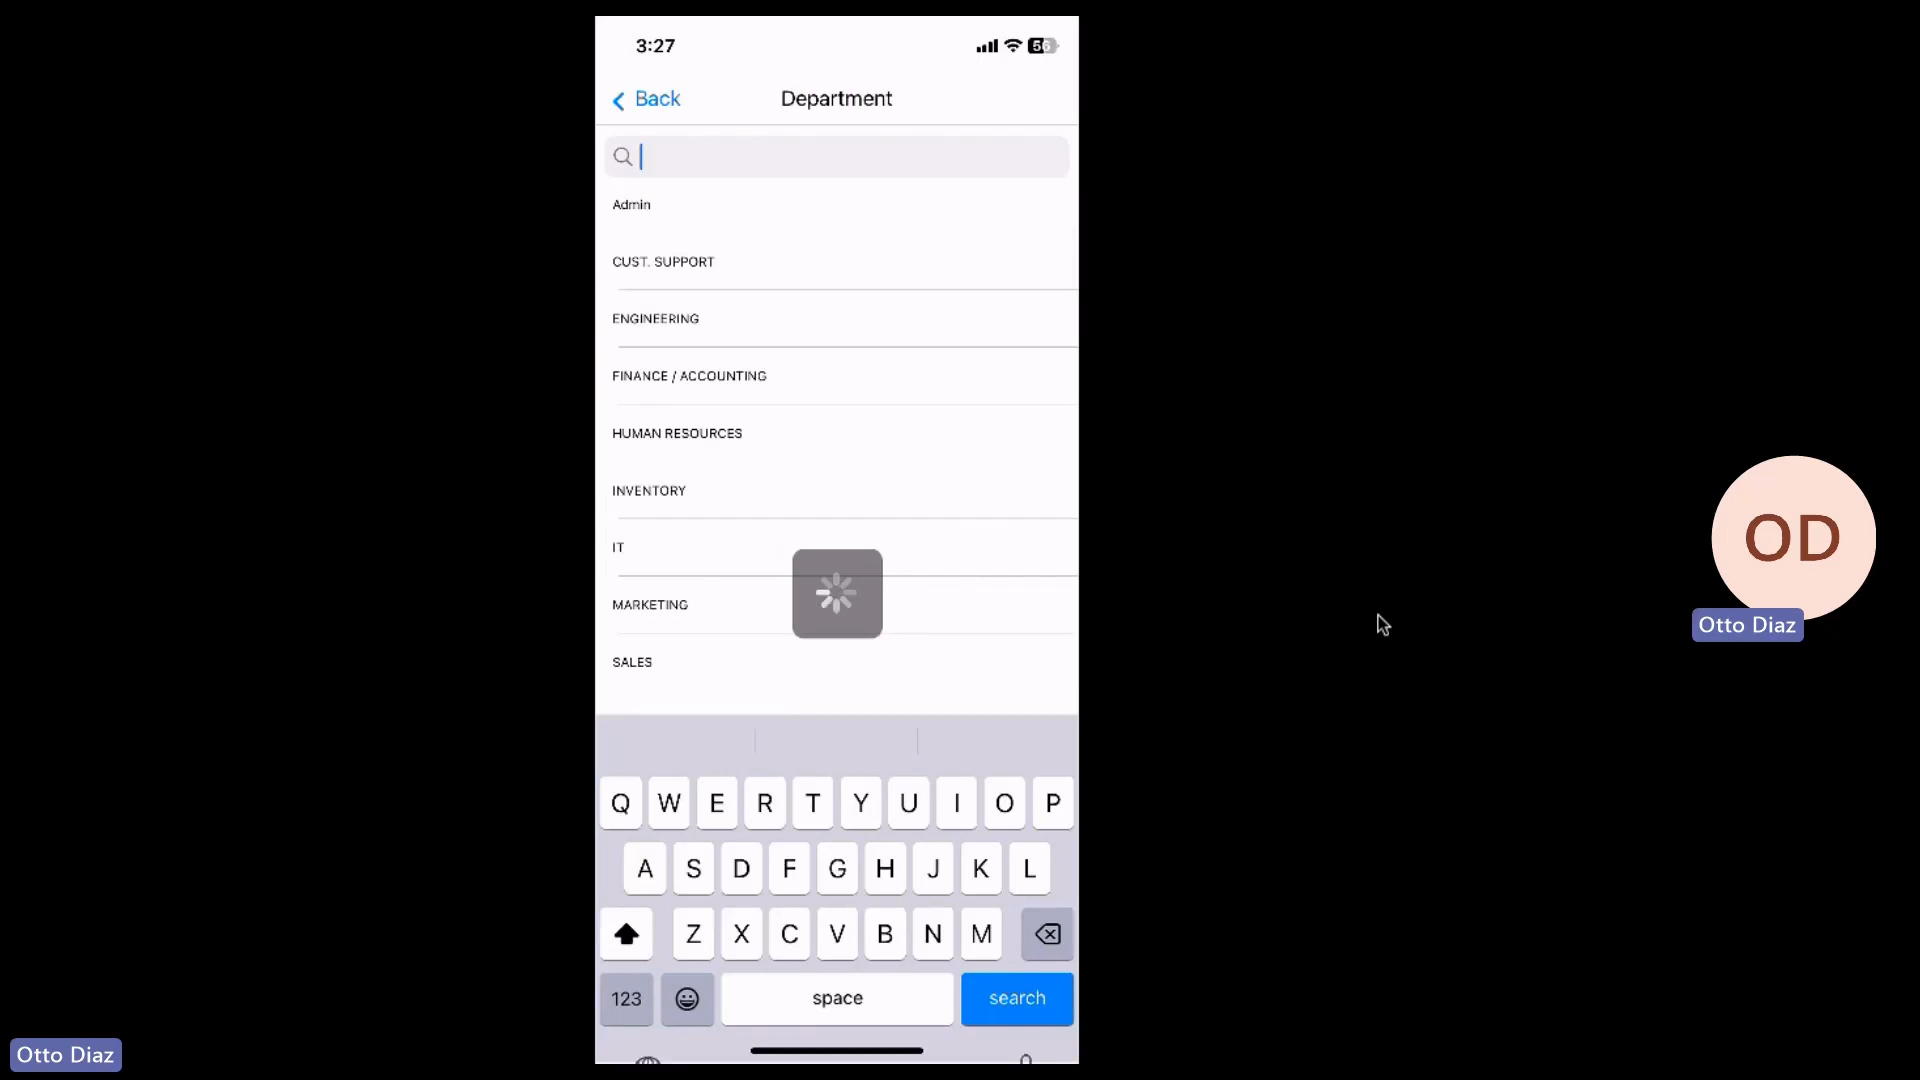 3:27
56
Back
Department
Admin
CUST. SUPPORT
ENGINEERING
FINANCE / ACCOUNTING
HUMAN RESOURCES
INVENTORY
IT
MARKETING
SALES
Q W E R T Y U I O P
A S D F G H J K L
Z X C V B N M
123 space search
OD
Otto Diaz
Otto Diaz